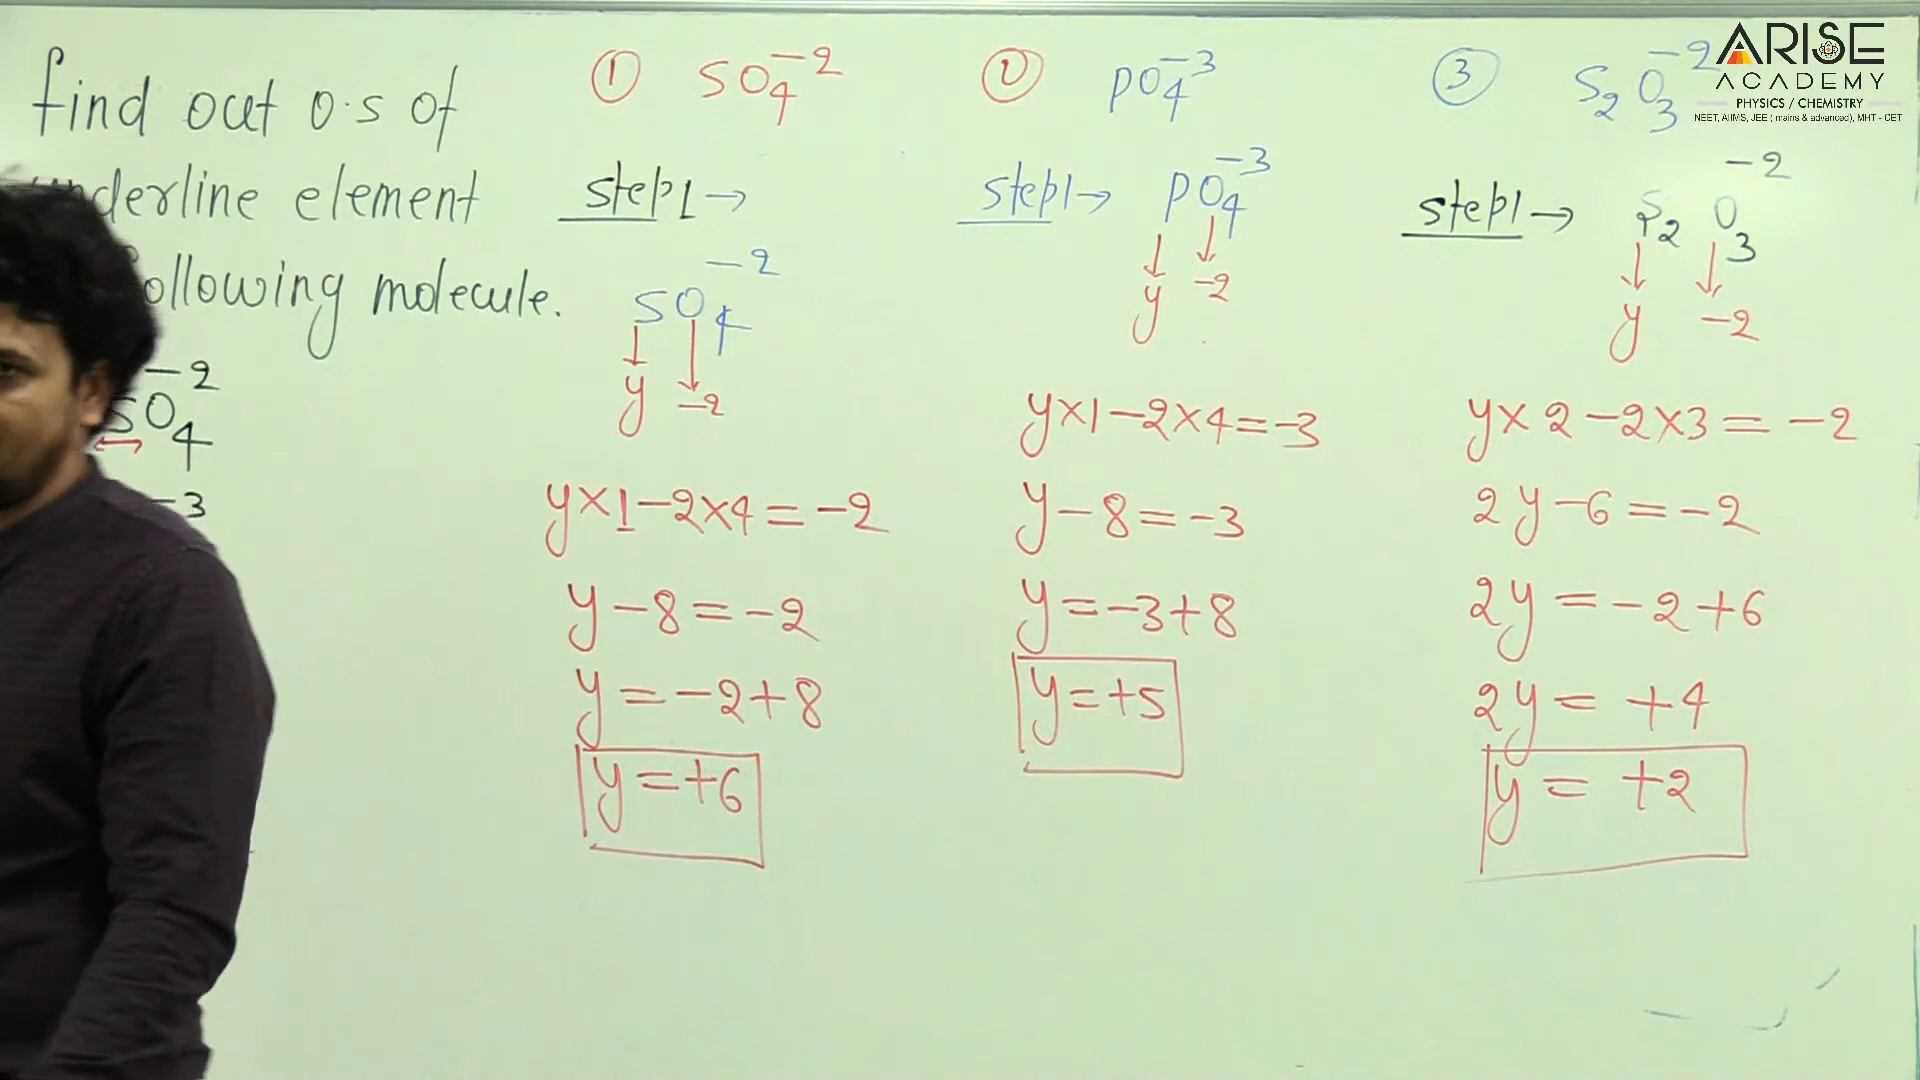 find out o.s of
underline element
following molecule.
SO₄⁻²
−3
① SO₄⁻²
step1 →
SO₄⁻²
y −2
y×1−2×4=−2
y−8=−2
y=−2+8
y=+6
② PO₄⁻³
step1→ PO₄⁻³
y −2
y×1−2×4=−3
y−8=−3
y=−3+8
y=+5
③ S₂O₃⁻²
step1→ S₂O₃⁻²
y −2
y×2−2×3=−2
2y−6=−2
2y=−2+6
2y=+4
y=+2
ARISE
ACADEMY
PHYSICS / CHEMISTRY
NEET, AIIMS, JEE ( mains & advanced), MHT - CET